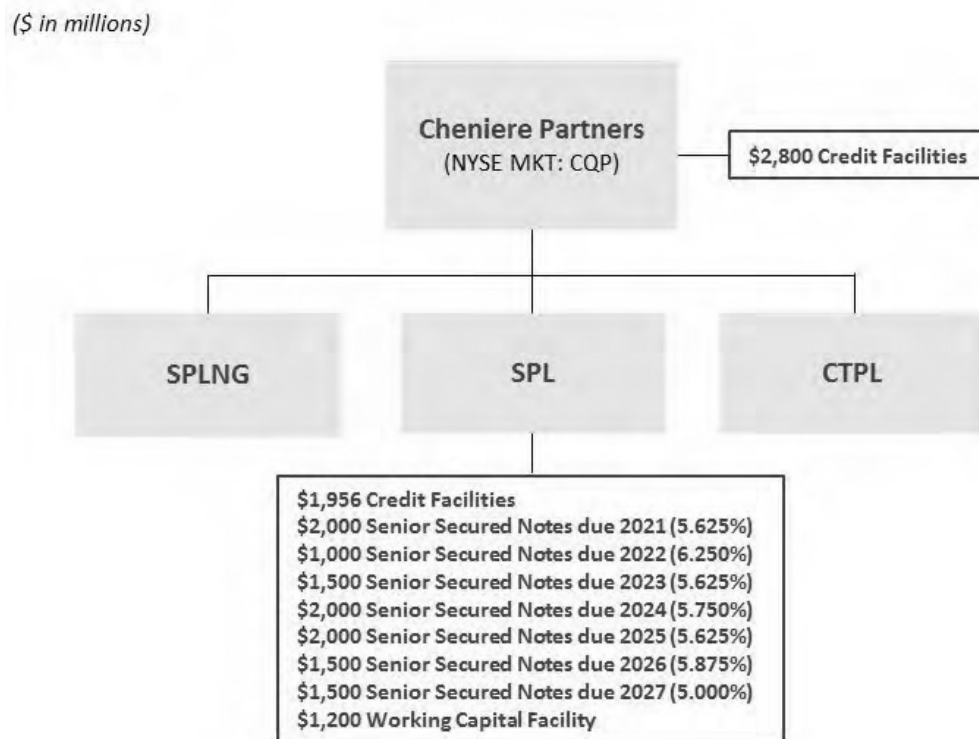 ($ in millions)
Cheniere Partners
(NYSE MKT: CQP)
$2,800 Credit Facilities
SPLNG
SPL
CTPL
$1,956 Credit Facilities
$2,000 Senior Secured Notes due 2021 (5.625%)
$1,000 Senior Secured Notes due 2022 (6.250%)
$1,500 Senior Secured Notes due 2023 (5.625%)
$2,000 Senior Secured Notes due 2024 (5.750%)
$2,000 Senior Secured Notes due 2025 (5.625%)
$1,500 Senior Secured Notes due 2026 (5.875%)
$1,500 Senior Secured Notes due 2027 (5.000%)
$1,200 Working Capital Facility